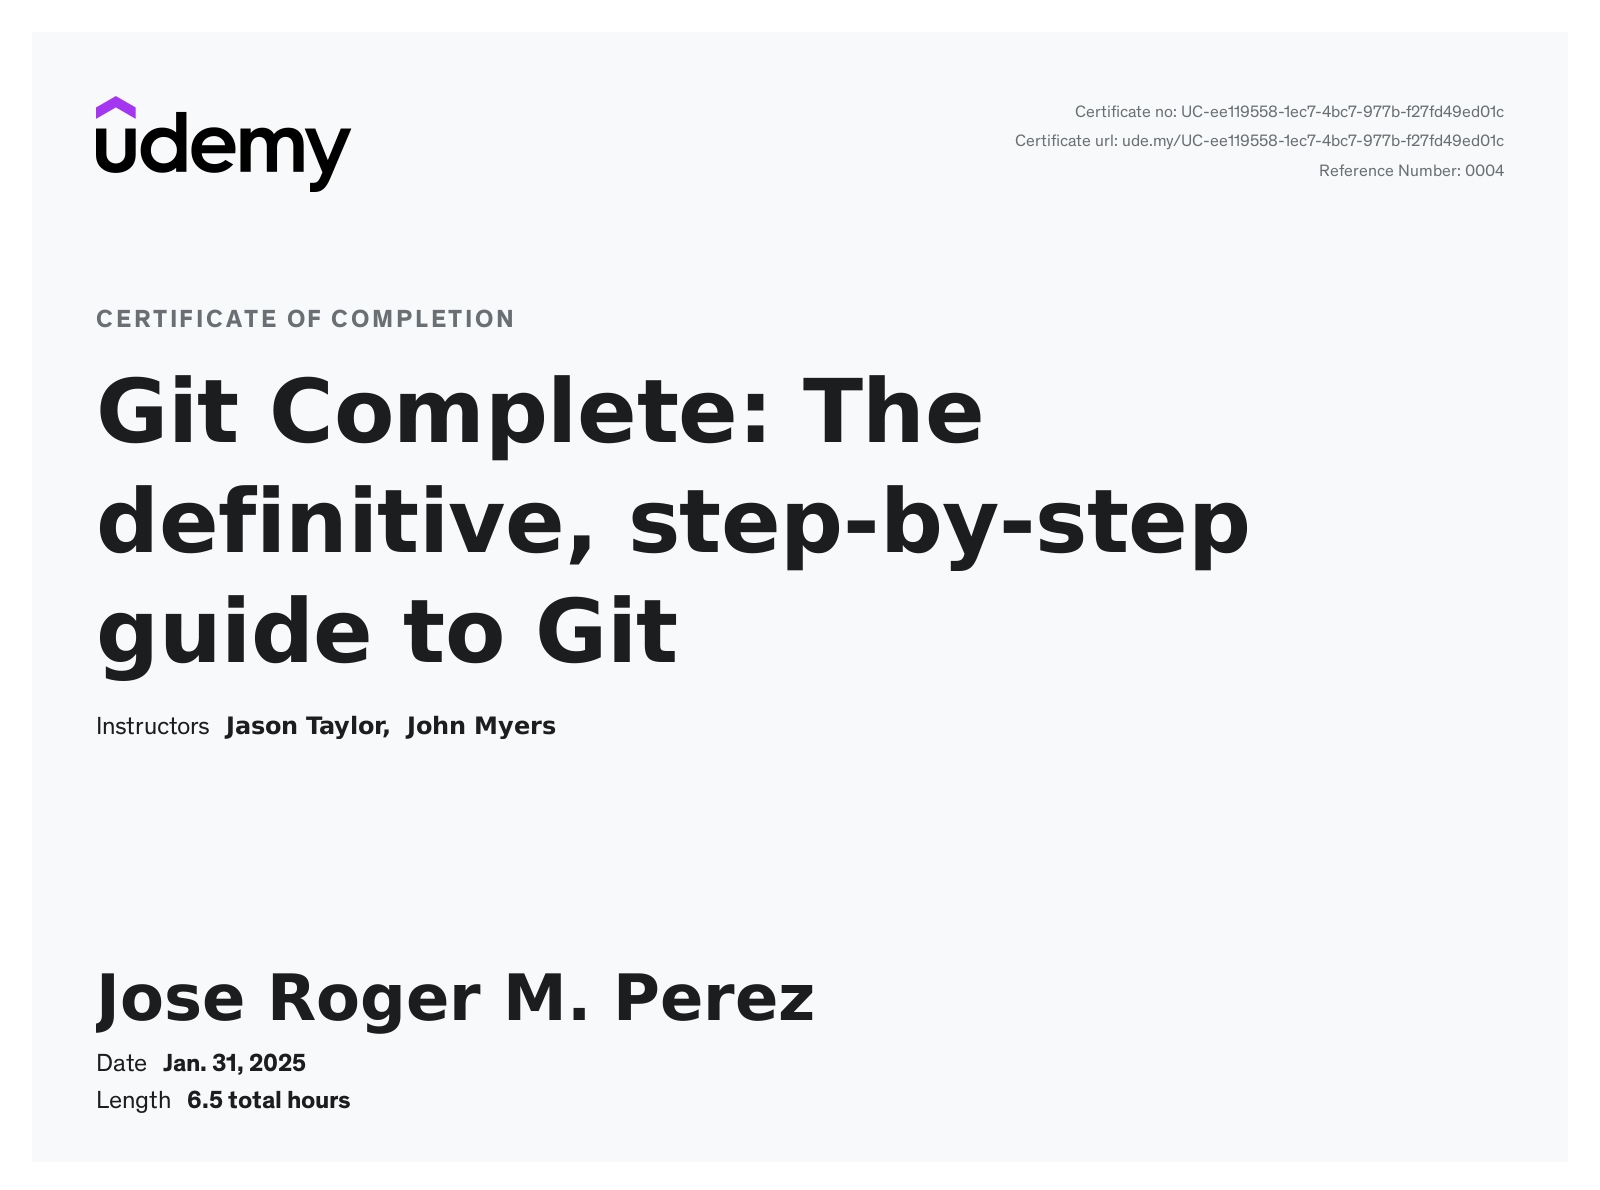 udemy
Certificate no: UC-ee119558-1ec7-4bc7-977b-f27fd49ed01c
Certificate url: ude.my/UC-ee119558-1ec7-4bc7-977b-f27fd49ed01c
Reference Number: 0004
CERTIFICATE OF COMPLETION
Git Complete: The
definitive, step-by-step
guide to Git
Instructors Jason Taylor, John Myers
Jose Roger M. Perez
Date Jan. 31, 2025
Length 6.5 total hours